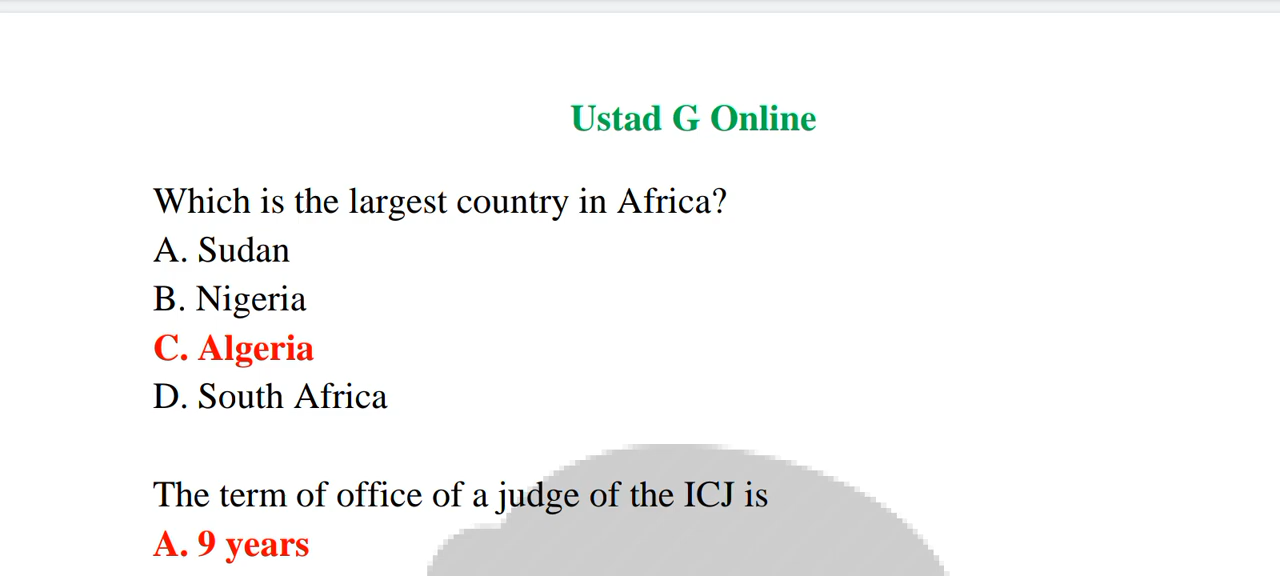 Ustad G Online
Which is the largest country in Africa?
A. Sudan
B. Nigeria
C. Algeria
D. South Africa
The term of office of a judge of the ICJ is
A. 9 years